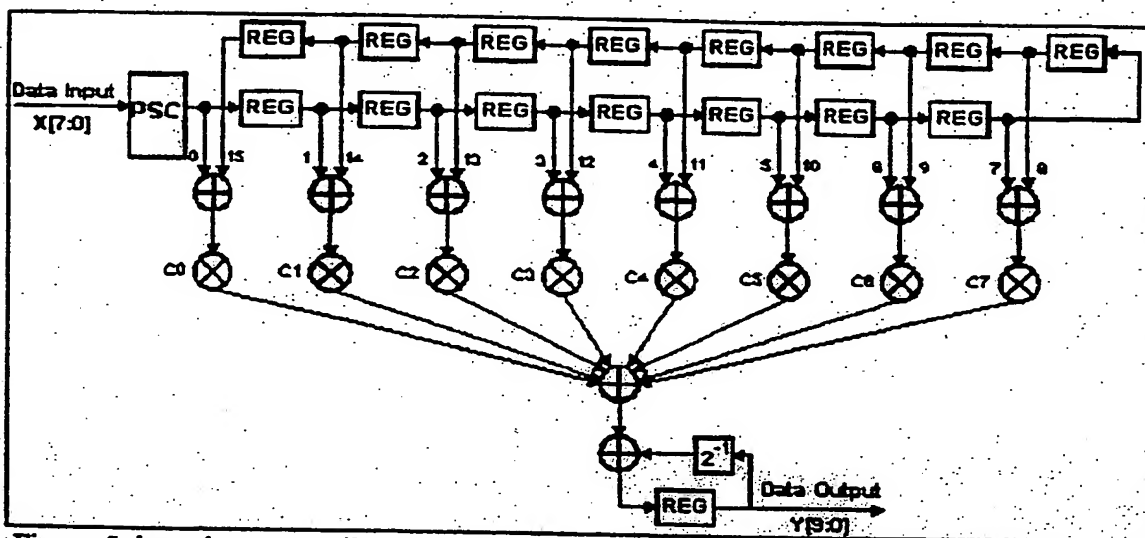 REG REG REG REG REG REG REG REG
Data Input PSC REG REG REG REG REG REG REG
X[7:0]
0 15 1 14 2 13 3 12 4 11 5 10 6 9 7 8
C0 C1 C2 C3 C4 C5 C6 C7
2⁻¹
REG Data Output
Y[9:0]